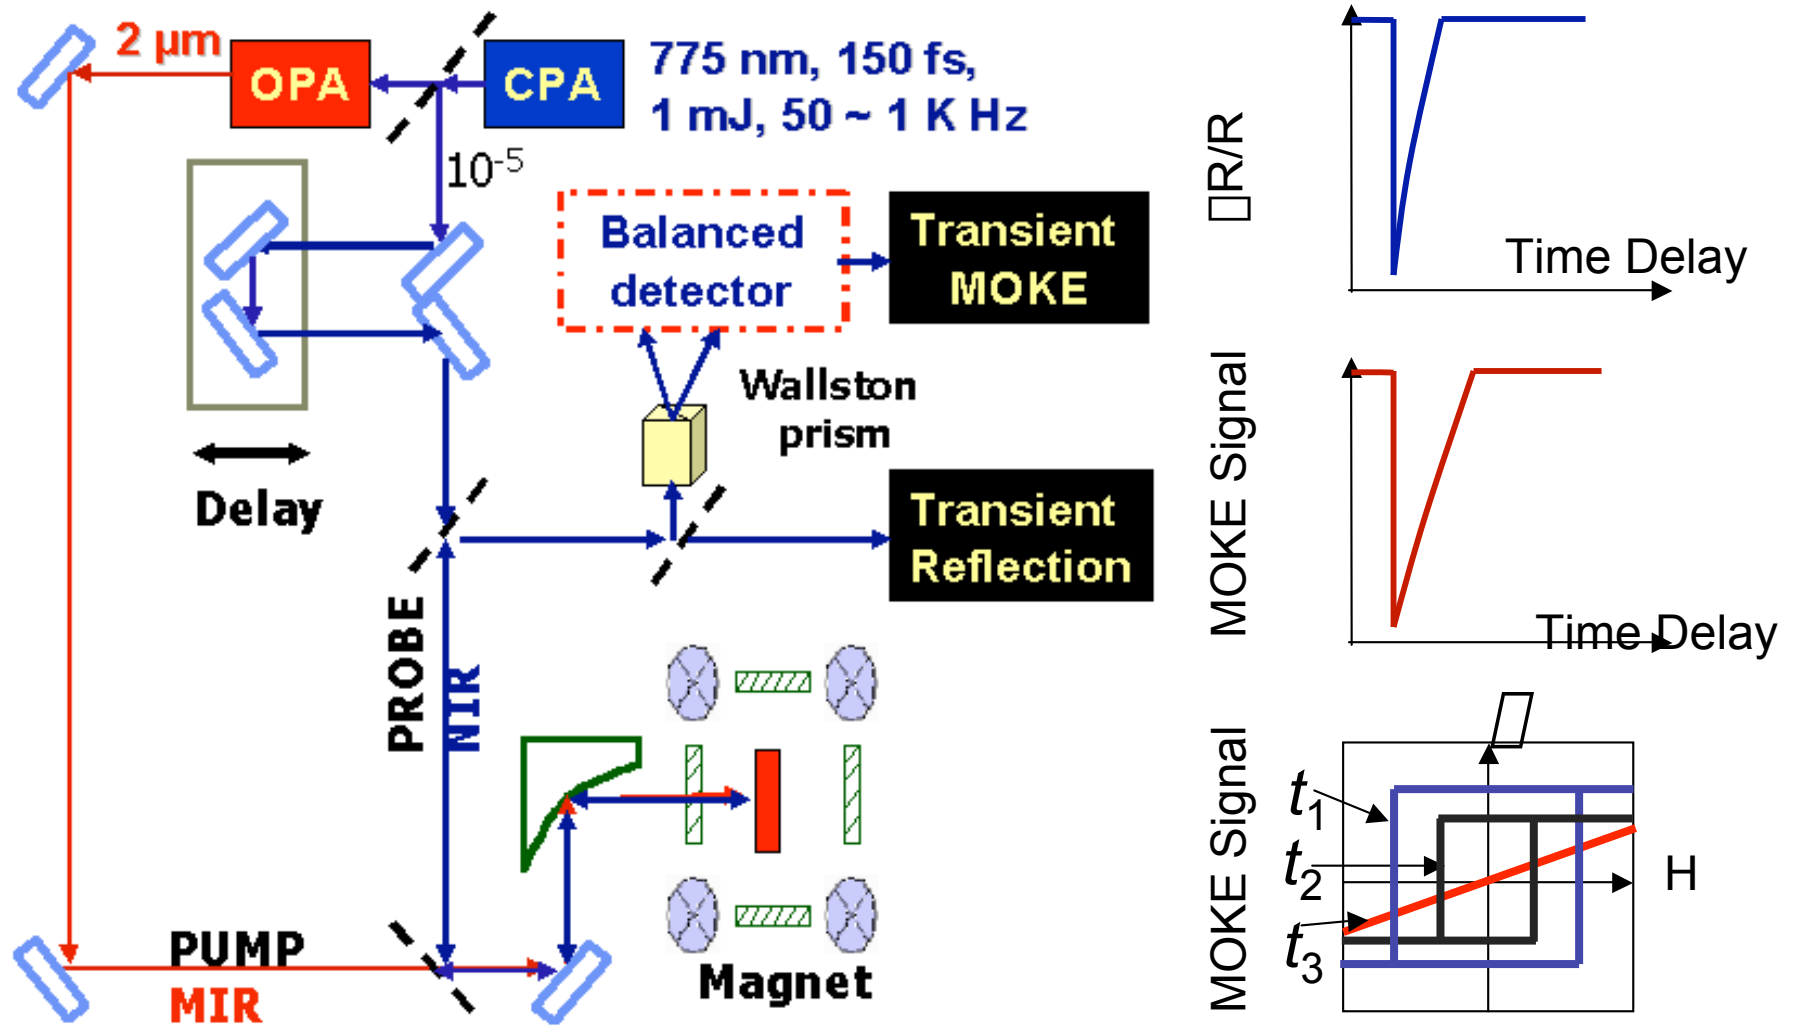 2 µm
OPA
CPA
775 nm, 150 fs,
1 mJ, 50 ~ 1 K Hz
10-5
Balanced
detector
Transient
MOKE
Wallston
prism
Delay
Transient
Reflection
PROBE
NIR
PUMP
MIR
Magnet
□R/R
Time Delay
MOKE Signal
Time Delay
MOKE Signal
t1
t2
t3
H